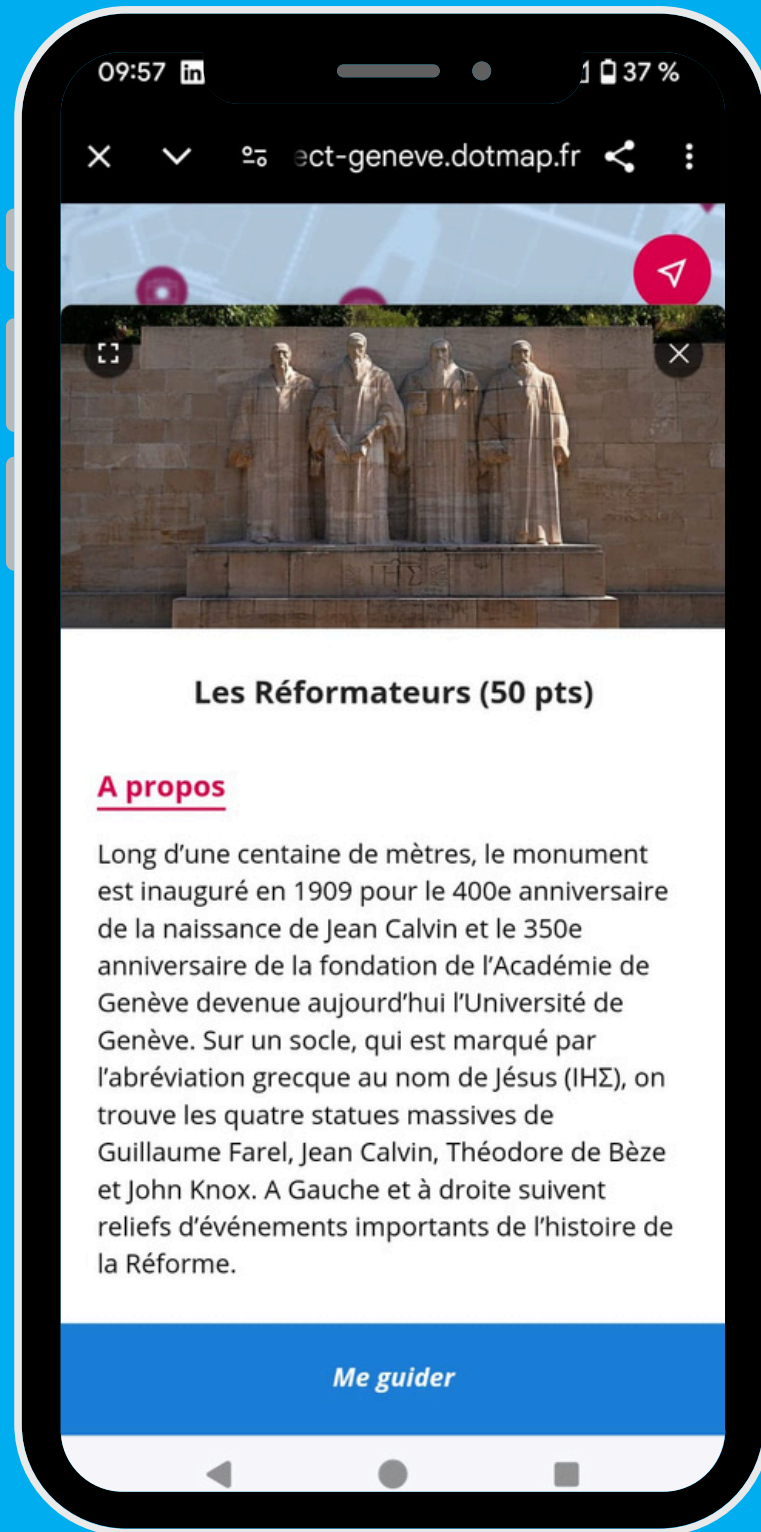 09:57 in 37 %
ect-geneve.dotmap.fr
ΙΗΣ
Les Réformateurs (50 pts)
A propos
Long d’une centaine de mètres, le monument
est inauguré en 1909 pour le 400e anniversaire
de la naissance de Jean Calvin et le 350e
anniversaire de la fondation de l’Académie de
Genève devenue aujourd’hui l’Université de
Genève. Sur un socle, qui est marqué par
l’abréviation grecque au nom de Jésus (IHΣ), on
trouve les quatre statues massives de
Guillaume Farel, Jean Calvin, Théodore de Bèze
et John Knox. A Gauche et à droite suivent
reliefs d’événements importants de l’histoire de
la Réforme.
Me guider